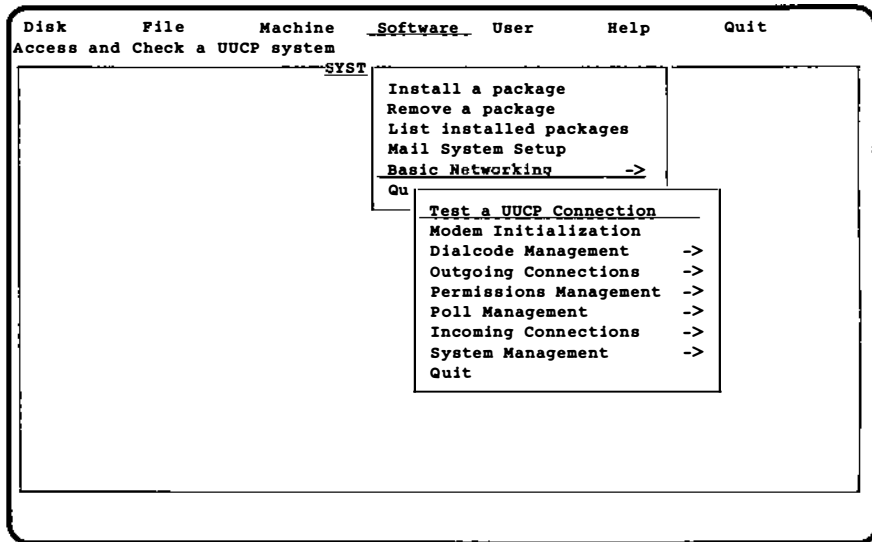 Disk File Machine Software User Help Quit
Access and Check a UUCP system
SYST
Install a package
Remove a package
List installed packages
Mail System Setup
Basic Networking ->
Qu
Test a UUCP Connection
Modem Initialization
Dialcode Management ->
Outgoing Connections ->
Permissions Management ->
Poll Management ->
Incoming Connections ->
System Management ->
Quit